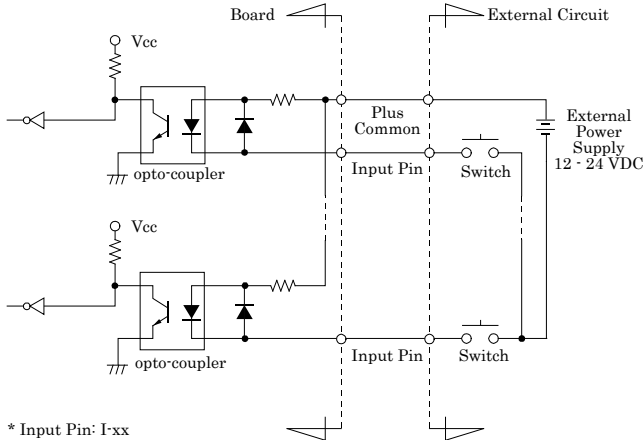 Board
External Circuit
Vcc
Plus
Common
External
Power
Supply
12 - 24 VDC
opto-coupler
Input Pin
Switch
Vcc
opto-coupler
Input Pin
Switch
* Input Pin: I-xx